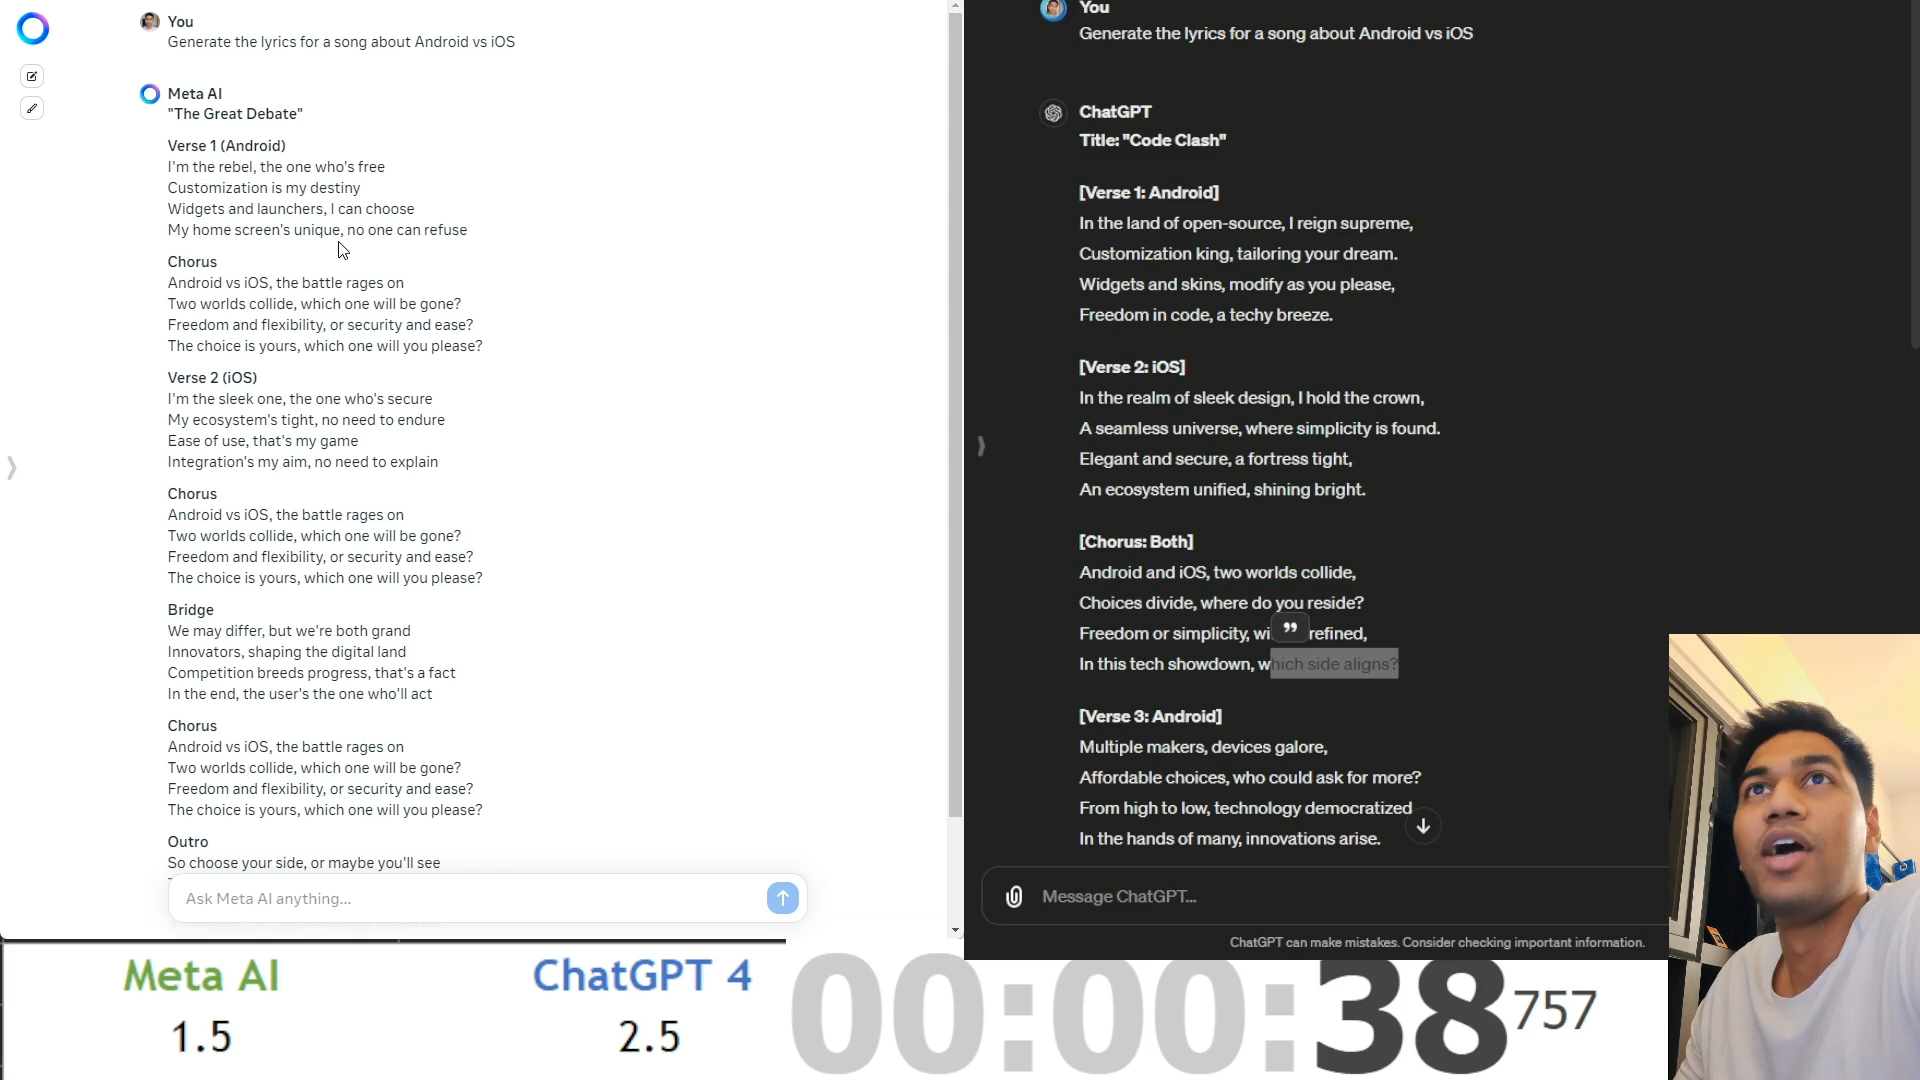 You
Generate the lyrics for a song about Android vs iOS
Meta AI
"The Great Debate"
Verse 1 (Android)
I'm the rebel, the one who's free
Customization is my destiny
Widgets and launchers, I can choose
My home screen's unique, no one can refuse
Chorus
Android vs iOS, the battle rages on
Two worlds collide, which one will be gone?
Freedom and flexibility, or security and ease?
The choice is yours, which one will you please?
Verse 2 (iOS)
I'm the sleek one, the one who's secure
My ecosystem's tight, no need to endure
Ease of use, that's my game
Integration's my aim, no need to explain
Chorus
Android vs iOS, the battle rages on
Two worlds collide, which one will be gone?
Freedom and flexibility, or security and ease?
The choice is yours, which one will you please?
Bridge
We may differ, but we're both grand
Innovators, shaping the digital land
Competition breeds progress, that's a fact
In the end, the user's the one who'll act
Chorus
Android vs iOS, the battle rages on
Two worlds collide, which one will be gone?
Freedom and flexibility, or security and ease?
The choice is yours, which one will you please?
Outro
So choose your side, or maybe you'll see
Ask Meta AI anything...
You
Generate the lyrics for a song about Android vs iOS
ChatGPT
Title: "Code Clash"
[Verse 1: Android]
In the land of open-source, I reign supreme,
Customization king, tailoring your dream.
Widgets and skins, modify as you please,
Freedom in code, a techy breeze.
[Verse 2: iOS]
In the realm of sleek design, I hold the crown,
A seamless universe, where simplicity is found.
Elegant and secure, a fortress tight,
An ecosystem unified, shining bright.
[Chorus: Both]
Android and iOS, two worlds collide,
Choices divide, where do you reside?
Freedom or simplicity, wi refined,
In this tech showdown, which side aligns?
[Verse 3: Android]
Multiple makers, devices galore,
Affordable choices, who could ask for more?
From high to low, technology democratized
In the hands of many, innovations arise.
Message ChatGPT...
ChatGPT can make mistakes. Consider checking important information.
Meta AI
ChatGPT 4
1.5
2.5
00:00:38 757